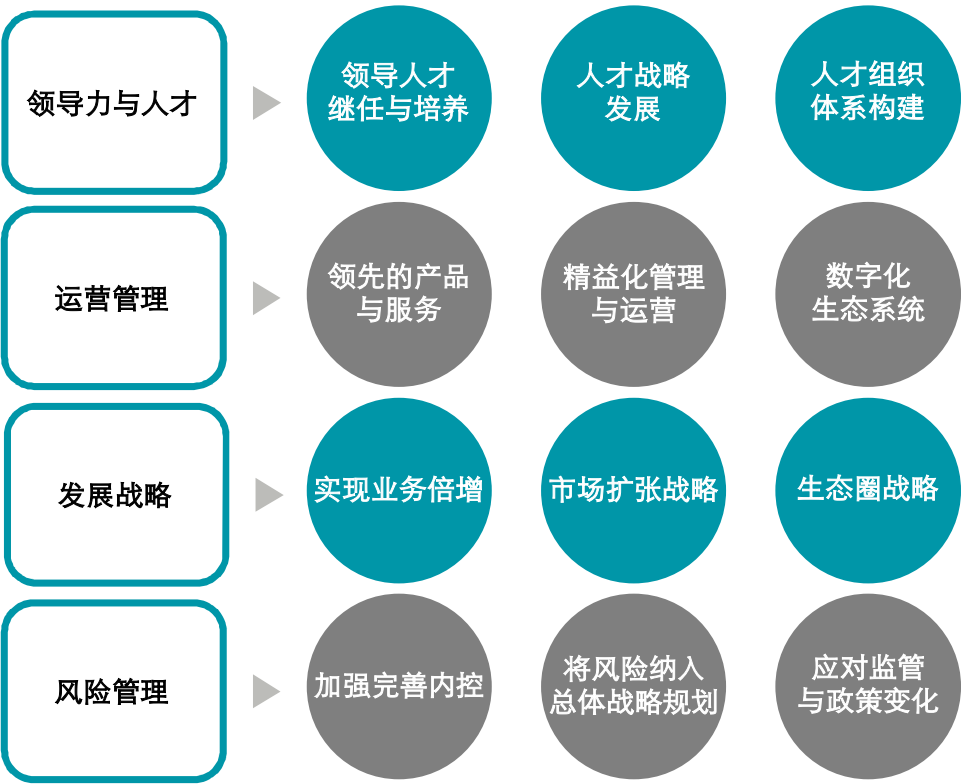 领导力与人才
领导人才
继任与培养
人才战略
发展
人才组织
体系构建
运营管理
领先的产品
与服务
精益化管理
与运营
数字化
生态系统
发展战略
实现业务倍增
市场扩张战略
生态圈战略
风险管理
加强完善内控
将风险纳入
总体战略规划
应对监管
与政策变化